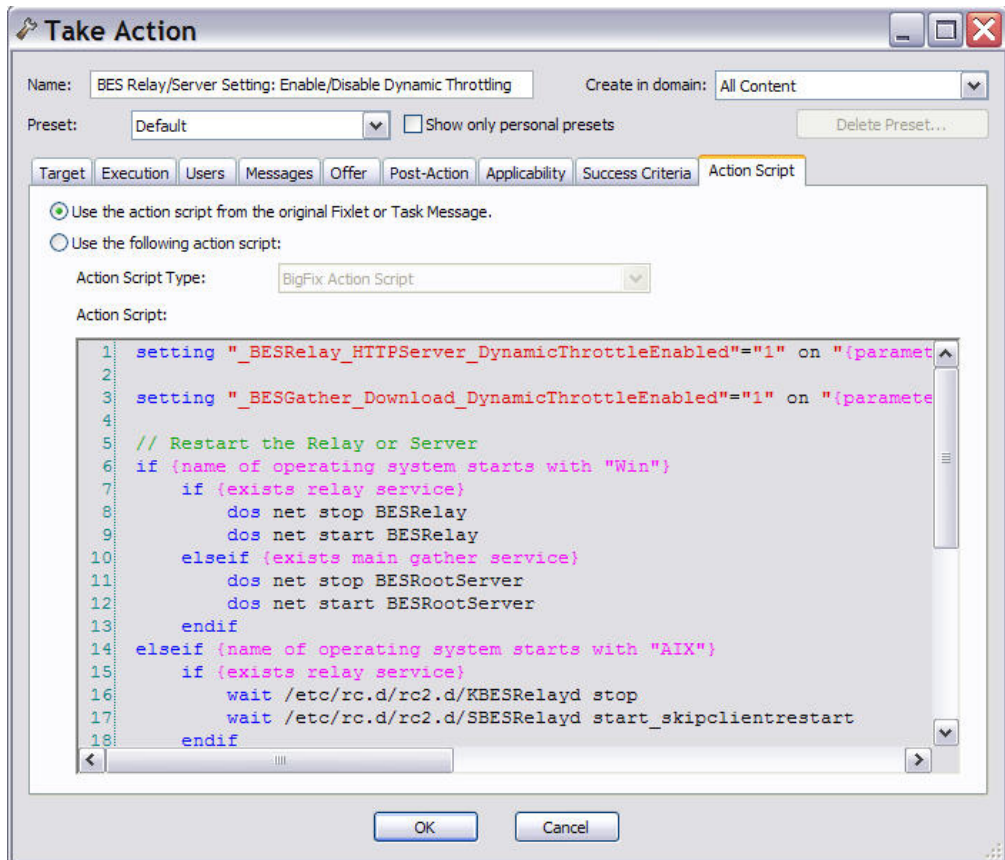 Take Action
Name: BES Relay/Server Setting: Enable/Disable Dynamic Throttling Create in domain: All Content
Preset: Default Show only personal presets Delete Preset...
Target Execution Users Messages Offer Post-Action Applicability Success Criteria Action Script
Use the action script from the original Fixlet or Task Message.
Use the following action script:
Action Script Type: BigFix Action Script
Action Script:
1 setting "_BESRelay_HTTPServer_DynamicThrottleEnabled"="1" on "{paramet
2
3 setting "_BESGather_Download_DynamicThrottleEnabled"="1" on "{paramete
4
5 // Restart the Relay or Server
6 if {name of operating system starts with "Win"}
7 if {exists relay service}
8 dos net stop BESRelay
9 dos net start BESRelay
10 elseif {exists main gather service}
11 dos net stop BESRootServer
12 dos net start BESRootServer
13 endif
14 elseif {name of operating system starts with "AIX"}
15 if {exists relay service}
16 wait /etc/rc.d/rc2.d/KBESRelayd stop
17 wait /etc/rc.d/rc2.d/SBESRelayd start_skipclientrestart
18 endif
OK Cancel